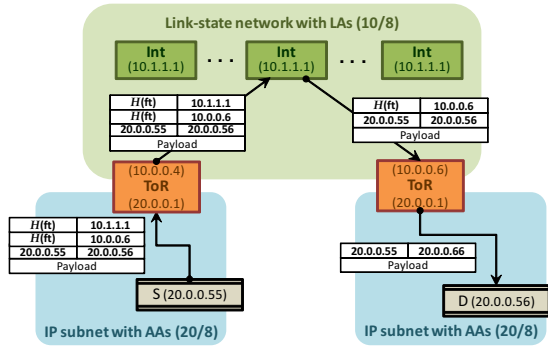 Link-state network with LAs (10/8)
Int (10.1.1.1) . . . Int (10.1.1.1) . . . Int (10.1.1.1)
H(ft) 10.1.1.1
H(ft) 10.0.0.6
20.0.0.55 20.0.0.56
Payload
H(ft) 10.0.0.6
20.0.0.55 20.0.0.56
Payload
(10.0.0.4)
ToR
(20.0.0.1)
(10.0.0.6)
ToR
(20.0.0.1)
H(ft) 10.1.1.1
H(ft) 10.0.0.6
20.0.0.55 20.0.0.56
Payload
20.0.0.55 20.0.0.66
Payload
S (20.0.0.55)
D (20.0.0.56)
IP subnet with AAs (20/8)
IP subnet with AAs (20/8)